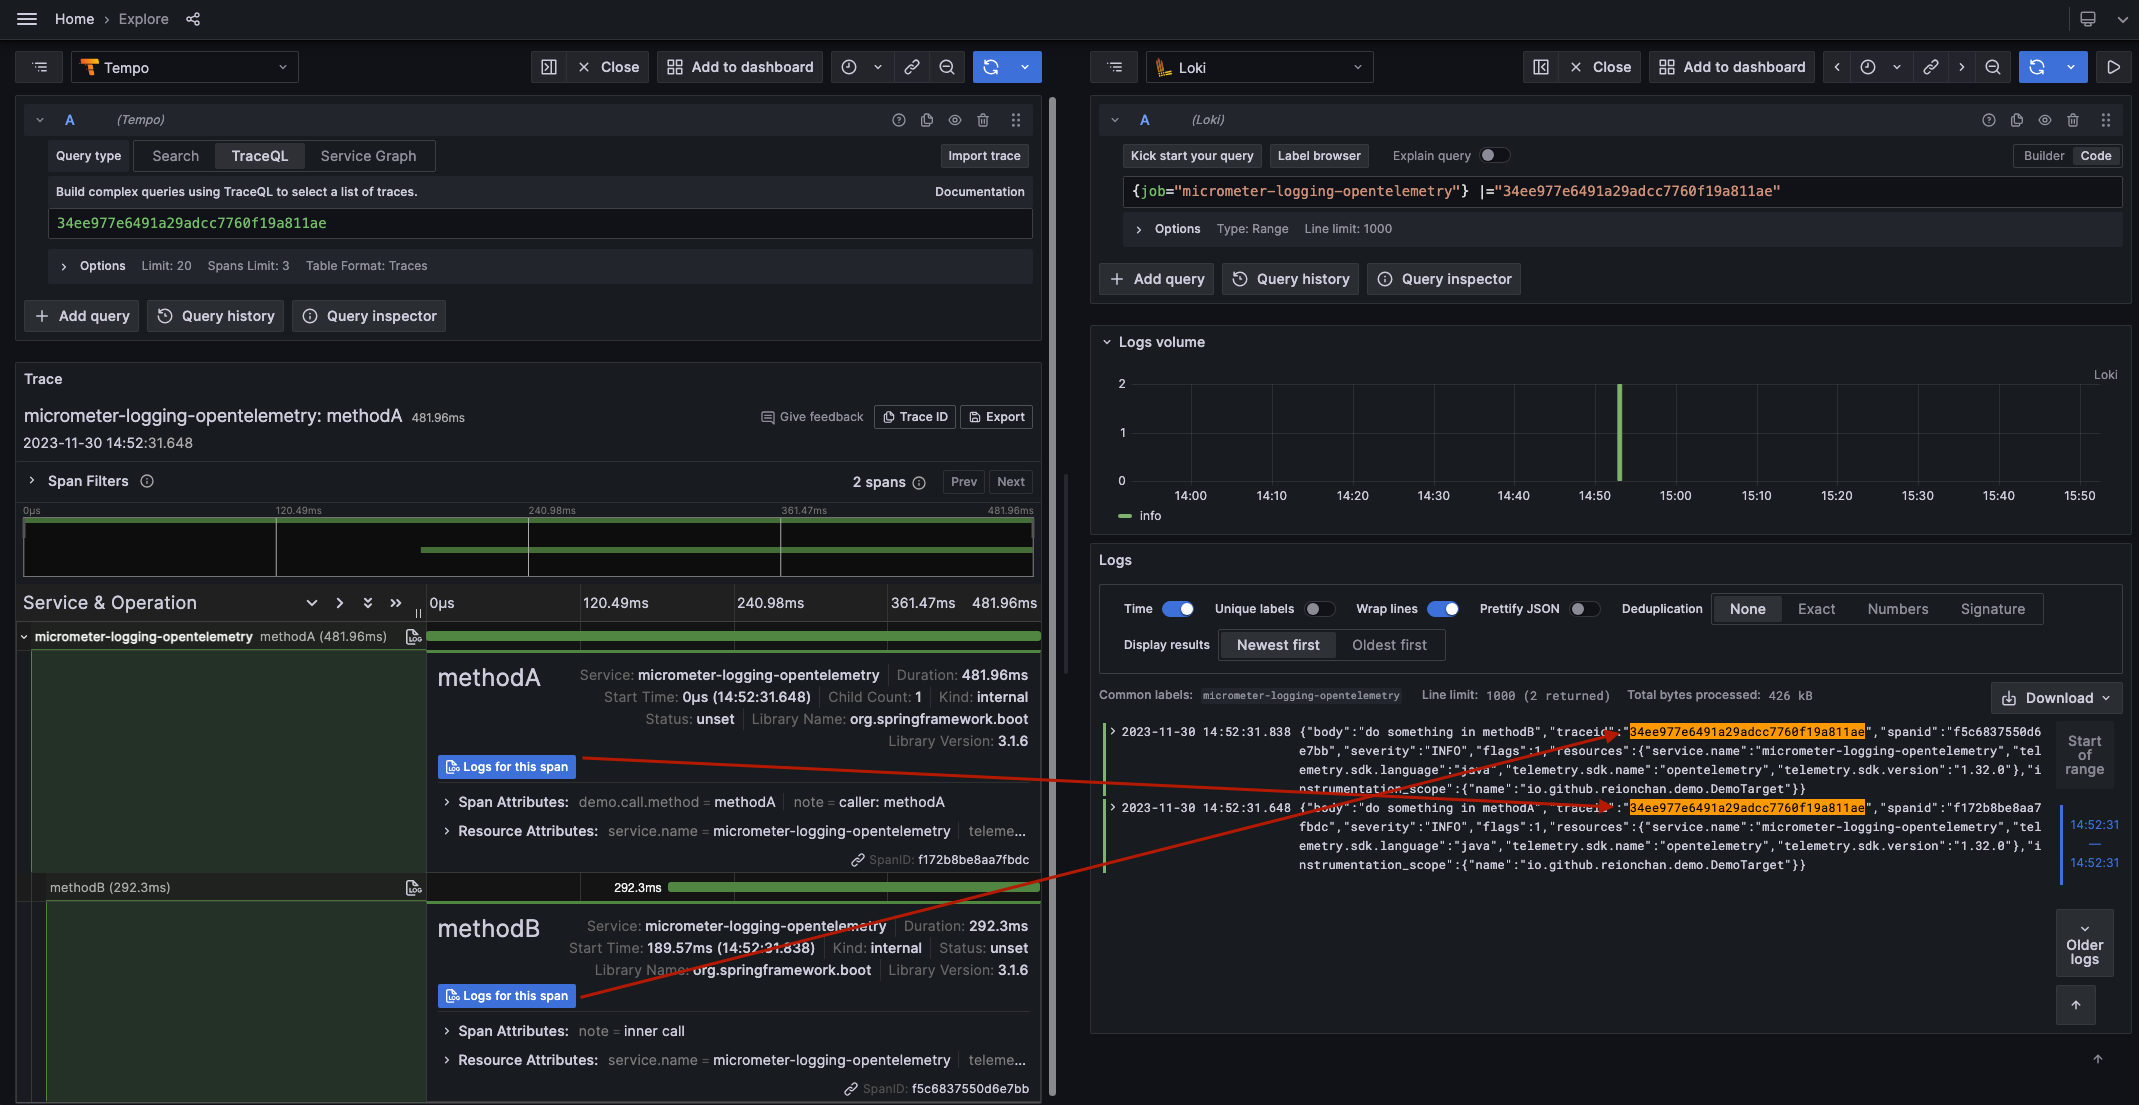 Home › Explore
Tempo
Close
Add to dashboard
A (Tempo)
Query type Search TraceQL Service Graph Import trace
Build complex queries using TraceQL to select a list of traces. Documentation
34ee977e6491a29adcc7760f19a811ae
Options Limit: 20 Spans Limit: 3 Table Format: Traces
+ Add query Query history Query inspector
Trace
micrometer-logging-opentelemetry: methodA 481.96ms Give feedback Trace ID Export
2023-11-30 14:52:31.648
Span Filters 2 spans Prev Next
0μs 120.49ms 240.98ms 361.47ms 481.96ms
Service & Operation 0μs 120.49ms 240.98ms 361.47ms 481.96ms
micrometer-logging-opentelemetry methodA (481.96ms)
methodA Service: micrometer-logging-opentelemetry Duration: 481.96ms
Start Time: 0μs (14:52:31.648) Child Count: 1 Kind: internal
Status: unset Library Name: org.springframework.boot
Library Version: 3.1.6
Logs for this span
Span Attributes: demo.call.method = methodA note = caller: methodA
Resource Attributes: service.name = micrometer-logging-opentelemetry teleme...
SpanID: f172b8be8aa7fbdc
methodB (292.3ms) 292.3ms
methodB Service: micrometer-logging-opentelemetry Duration: 292.3ms
Start Time: 189.57ms (14:52:31.838) Kind: internal Status: unset
Library Name: org.springframework.boot Library Version: 3.1.6
Logs for this span
Span Attributes: note = inner call
Resource Attributes: service.name = micrometer-logging-opentelemetry teleme...
SpanID: f5c6837550d6e7bb
Loki
Close
Add to dashboard
A (Loki)
Kick start your query Label browser Explain query Builder Code
{job="micrometer-logging-opentelemetry"} |="34ee977e6491a29adcc7760f19a811ae"
Options Type: Range Line limit: 1000
+ Add query Query history Query inspector
Logs volume
Loki
2
1
0
14:00 14:10 14:20 14:30 14:40 14:50 15:00 15:10 15:20 15:30 15:40 15:50
info
Logs
Time Unique labels Wrap lines Prettify JSON Deduplication None Exact Numbers Signature
Display results Newest first Oldest first
Common labels: micrometer-logging-opentelemetry Line limit: 1000 (2 returned) Total bytes processed: 426 kB
Download
2023-11-30 14:52:31.838 {"body":"do something in methodB","traceid":"34ee977e6491a29adcc7760f19a811ae","spanid":"f5c6837550d6
e7bb","severity":"INFO","flags":1,"resources":{"service.name":"micrometer-logging-opentelemetry","tel
emetry.sdk.language":"java","telemetry.sdk.name":"opentelemetry","telemetry.sdk.version":"1.32.0"},"i
nstrumentation_scope":{"name":"io.github.reionchan.demo.DemoTarget"}}
2023-11-30 14:52:31.648 {"body":"do something in methodA","traceid":"34ee977e6491a29adcc7760f19a811ae","spanid":"f172b8be8aa7
fbdc","severity":"INFO","flags":1,"resources":{"service.name":"micrometer-logging-opentelemetry","tel
emetry.sdk.language":"java","telemetry.sdk.name":"opentelemetry","telemetry.sdk.version":"1.32.0"},"i
nstrumentation_scope":{"name":"io.github.reionchan.demo.DemoTarget"}}
Start
of
range
14:52:31
—
14:52:31
Older
logs